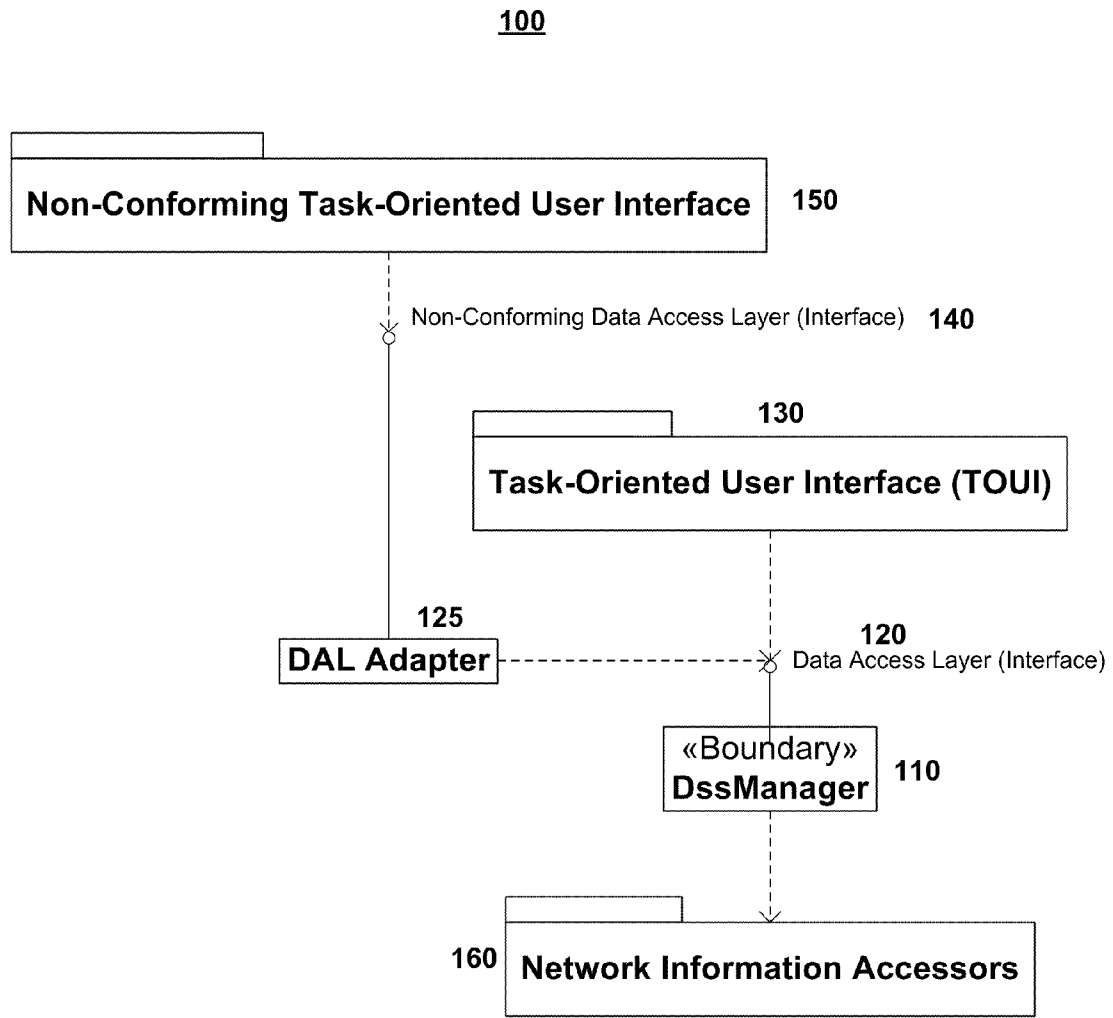 100
Non-Conforming Task-Oriented User Interface 150
Non-Conforming Data Access Layer (Interface) 140
130
Task-Oriented User Interface (TOUI)
125
DAL Adapter
120
Data Access Layer (Interface)
«Boundary»
DssManager
110
160 Network Information Accessors